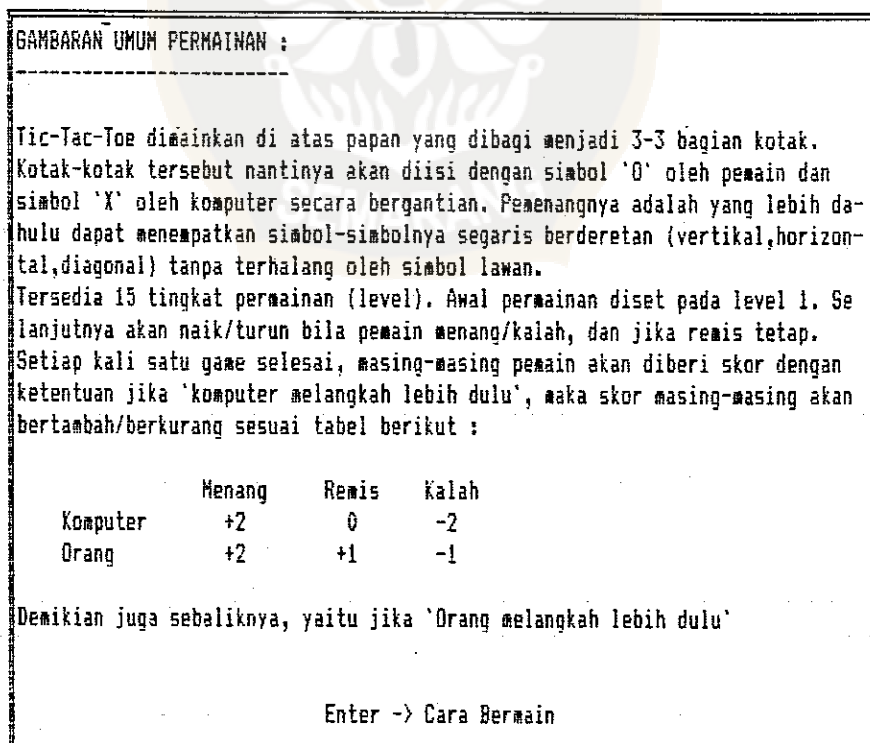 GAMBARAN UMUM PERMAINAN :
-------------------------
Tic-Tac-Toe dimainkan di atas papan yang dibagi menjadi 3-3 bagian kotak.
Kotak-kotak tersebut nantinya akan diisi dengan simbol `O` oleh pemain dan
simbol `X` oleh komputer secara bergantian. Pemenangnya adalah yang lebih da-
hulu dapat menempatkan simbol-simbolnya segaris berderetan (vertikal,horizon-
tal,diagonal) tanpa terhalang oleh simbol lawan.
Tersedia 15 tingkat permainan (level). Awal permainan diset pada level 1. Se
lanjutnya akan naik/turun bila pemain menang/kalah, dan jika remis tetap.
Setiap kali satu game selesai, masing-masing pemain akan diberi skor dengan
ketentuan jika `komputer melangkah lebih dulu`, maka skor masing-masing akan
bertambah/berkurang sesuai tabel berikut :
Menang Remis Kalah
Komputer +2 0 -2
Orang +2 +1 -1
Demikian juga sebaliknya, yaitu jika `Orang melangkah lebih dulu`
Enter -> Cara Bermain